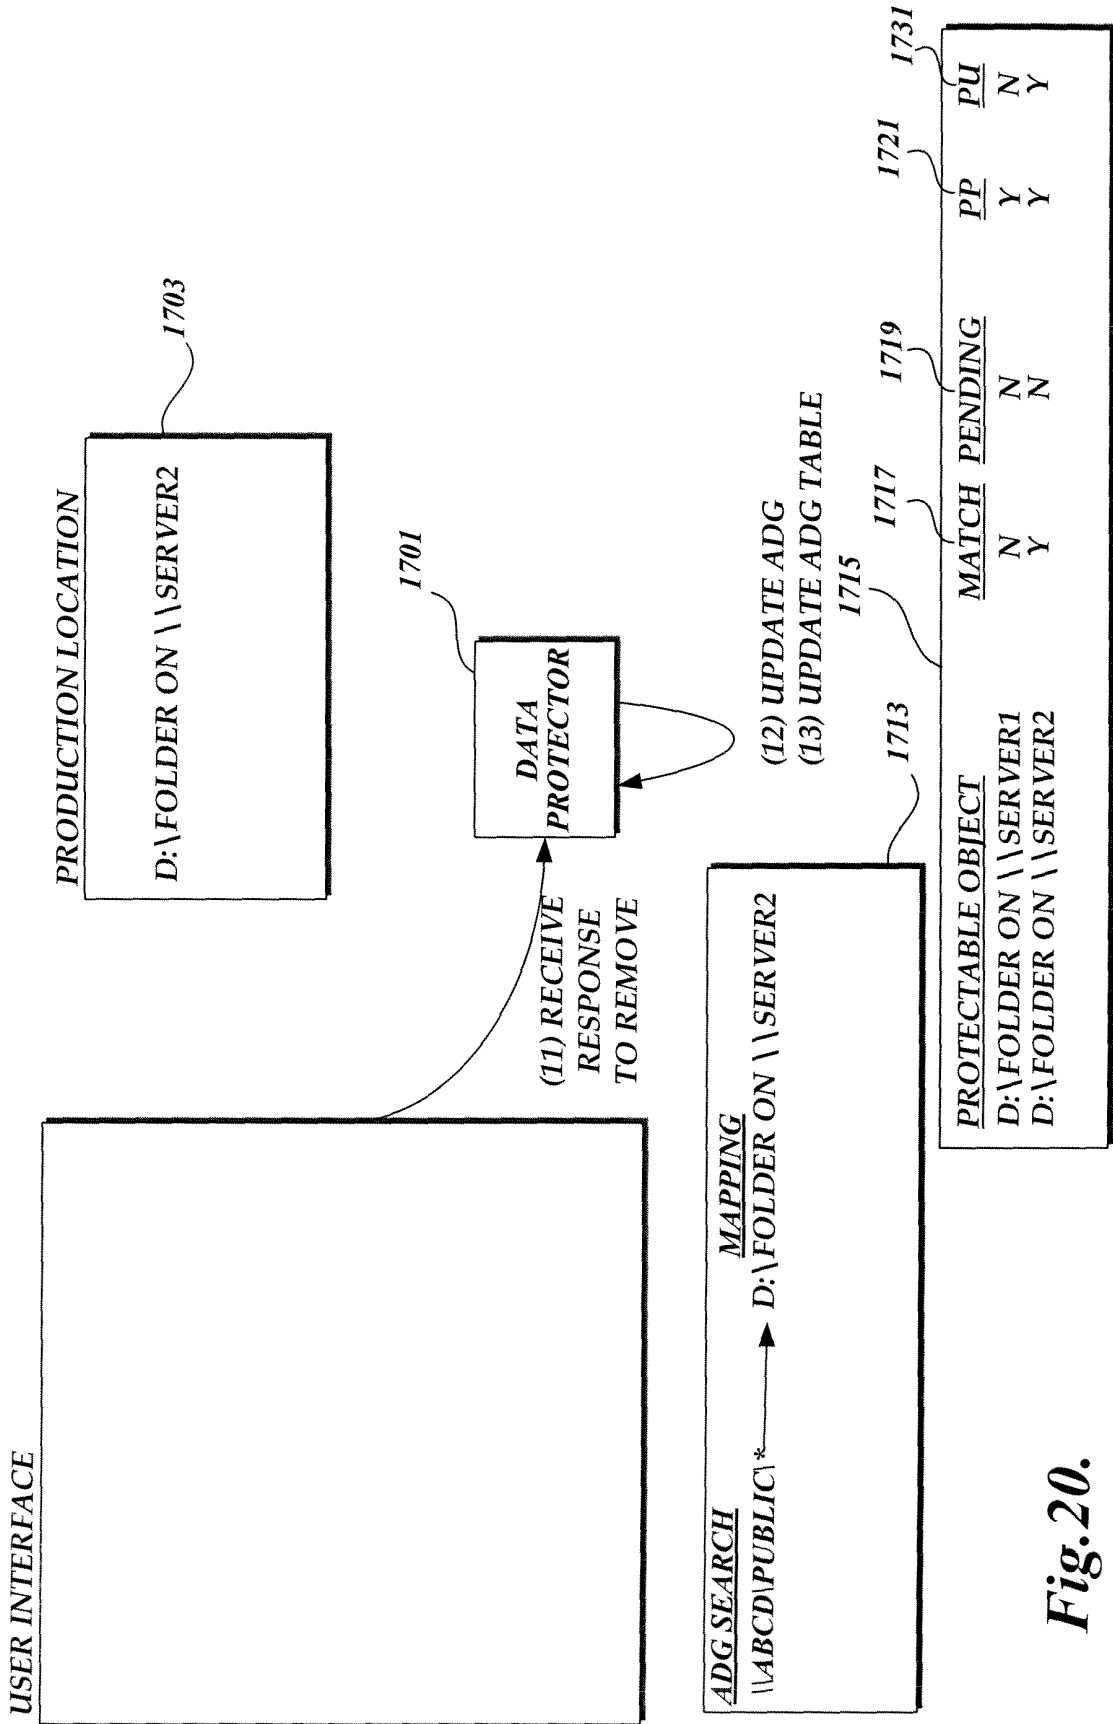 USER INTERFACE
PRODUCTION LOCATION
D:\FOLDER ON \\SERVER2
1703
(11) RECEIVE
RESPONSE
TO REMOVE
DATA
PROTECTOR
1701
(12) UPDATE ADG
(13) UPDATE ADG TABLE
ADG SEARCH MAPPING
\\ABCD\PUBLIC\* D:\FOLDER ON \\SERVER2
1713
1715
1717
1719
1721
1731
PROTECTABLE OBJECT MATCH PENDING PP PU
D:\FOLDER ON \\SERVER1 N N Y N
D:\FOLDER ON \\SERVER2 Y N Y Y
Fig.20.